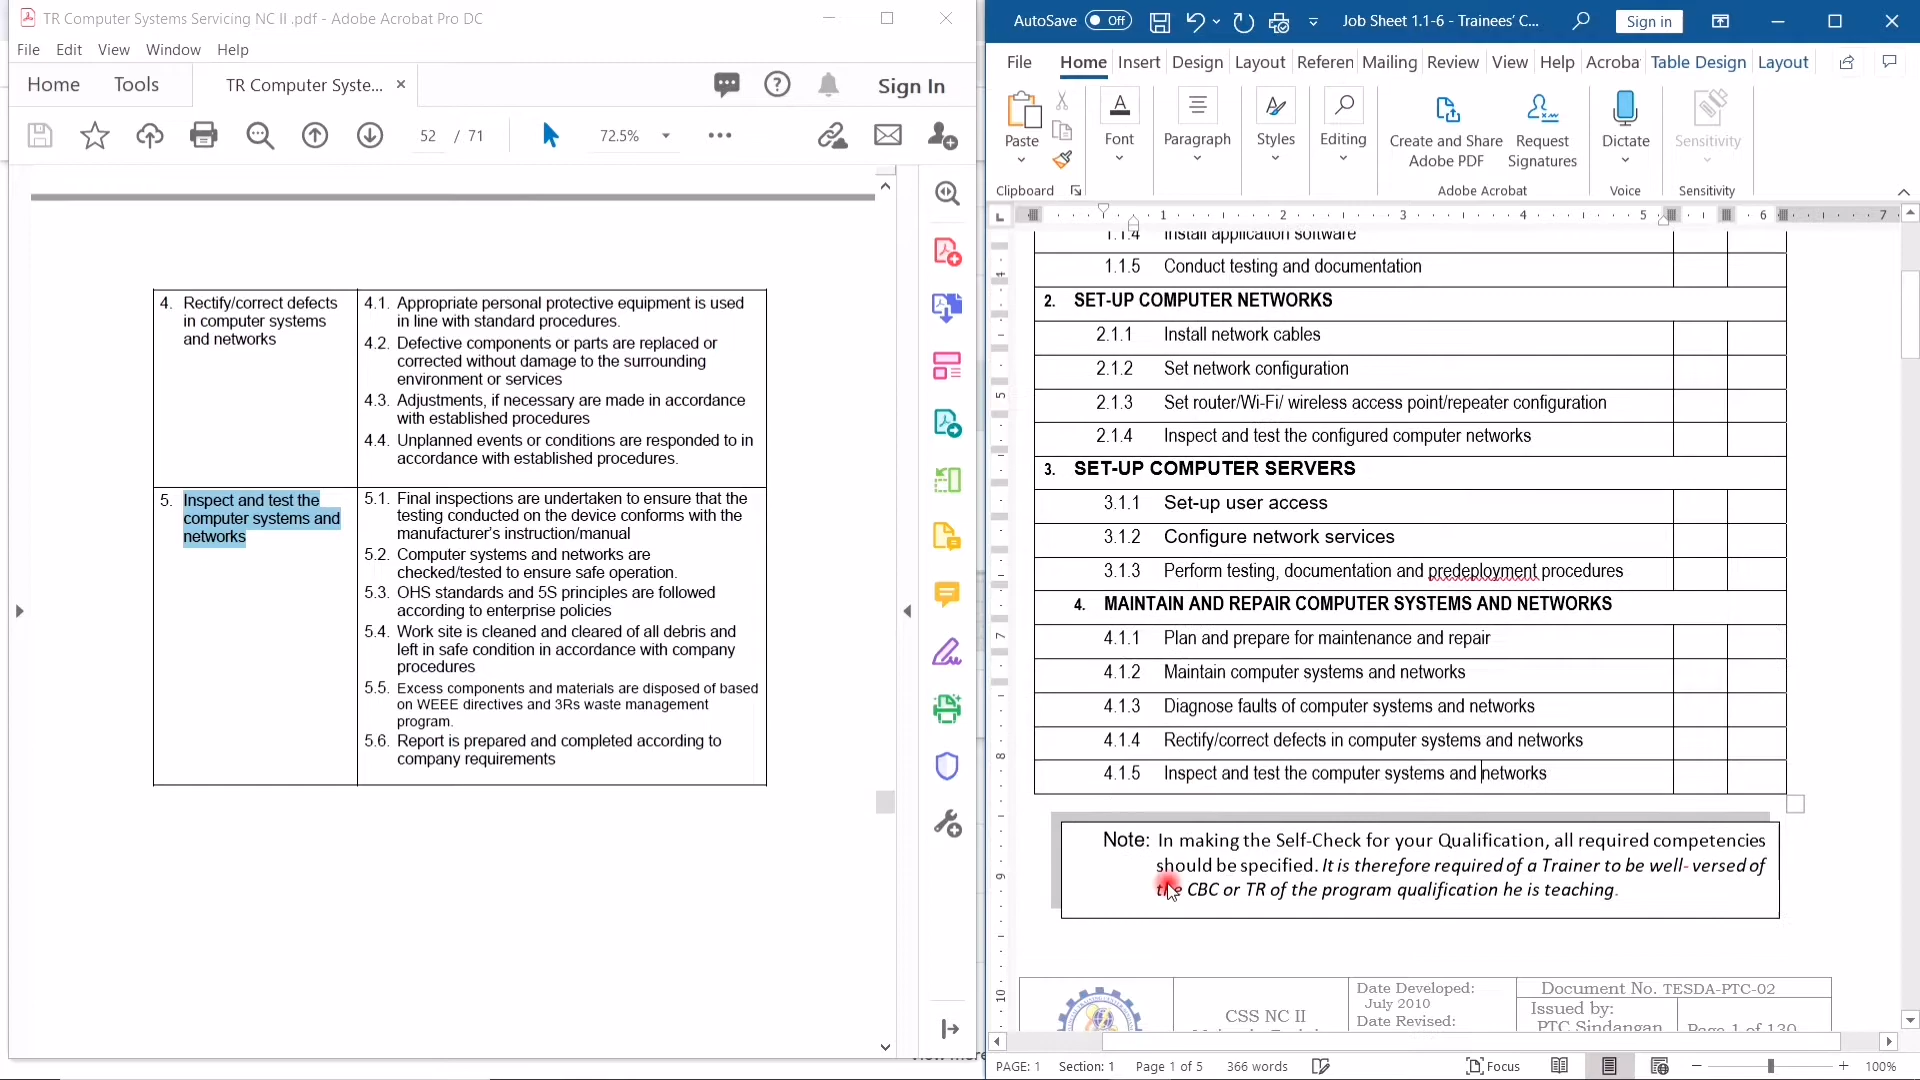 TR Computer Systems Servicing NC II .pdf - Adobe Acrobat Pro DC
File Edit View Window Help
Home Tools TR Computer Syste... × Sign In
52 / 71 72.5%
4. Rectify/correct defects
in computer systems
and networks
4.1. Appropriate personal protective equipment is used
in line with standard procedures.
4.2. Defective components or parts are replaced or
corrected without damage to the surrounding
environment or services
4.3. Adjustments, if necessary are made in accordance
with established procedures
4.4. Unplanned events or conditions are responded to in
accordance with established procedures.
5. Inspect and test the
computer systems and
networks
5.1. Final inspections are undertaken to ensure that the
testing conducted on the device conforms with the
manufacturer's instruction/manual
5.2. Computer systems and networks are
checked/tested to ensure safe operation.
5.3. OHS standards and 5S principles are followed
according to enterprise policies
5.4. Work site is cleaned and cleared of all debris and
left in safe condition in accordance with company
procedures
5.5. Excess components and materials are disposed of based
on WEEE directives and 3Rs waste management
program.
5.6. Report is prepared and completed according to
company requirements
AutoSave Off Job Sheet 1.1-6 - Trainees' C... Sign in
File Home Insert Design Layout Referen Mailing Review View Help Acroba Table Design Layout
Paste Font Paragraph Styles Editing Create and Share Adobe PDF Request Signatures Dictate Sensitivity
Clipboard Adobe Acrobat Voice Sensitivity
1 2 3 4 5 6 7
1.1.4 Install application software
1.1.5 Conduct testing and documentation
2. SET-UP COMPUTER NETWORKS
2.1.1 Install network cables
2.1.2 Set network configuration
2.1.3 Set router/Wi-Fi/ wireless access point/repeater configuration
2.1.4 Inspect and test the configured computer networks
3. SET-UP COMPUTER SERVERS
3.1.1 Set-up user access
3.1.2 Configure network services
3.1.3 Perform testing, documentation and predeployment procedures
4. MAINTAIN AND REPAIR COMPUTER SYSTEMS AND NETWORKS
4.1.1 Plan and prepare for maintenance and repair
4.1.2 Maintain computer systems and networks
4.1.3 Diagnose faults of computer systems and networks
4.1.4 Rectify/correct defects in computer systems and networks
4.1.5 Inspect and test the computer systems and networks
Note: In making the Self-Check for your Qualification, all required competencies
should be specified. It is therefore required of a Trainer to be well- versed of
the CBC or TR of the program qualification he is teaching.
CSS NC II
Date Developed:
July 2010
Date Revised:
Document No. TESDA-PTC-02
Issued by:
PTC Sindangan
Page 1 of 130
PAGE: 1 Section: 1 Page 1 of 5 366 words Focus 100%